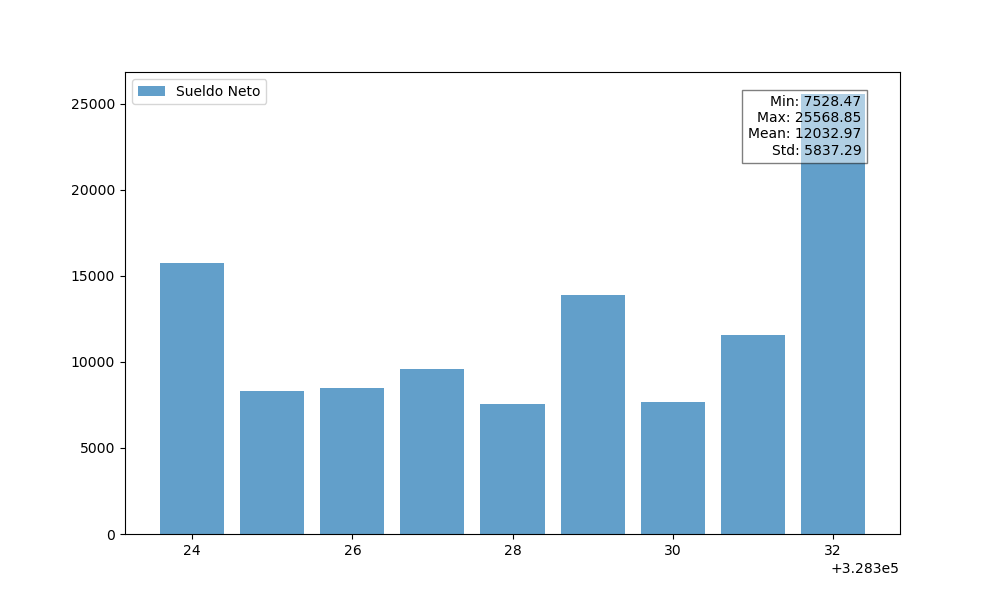 Sueldo Neto
Min: 7528.47
Max: 25568.85
Mean: 12032.97
Std: 5837.29
25000
20000
15000
10000
5000
0
24 26 28 30 32
+3.283e5